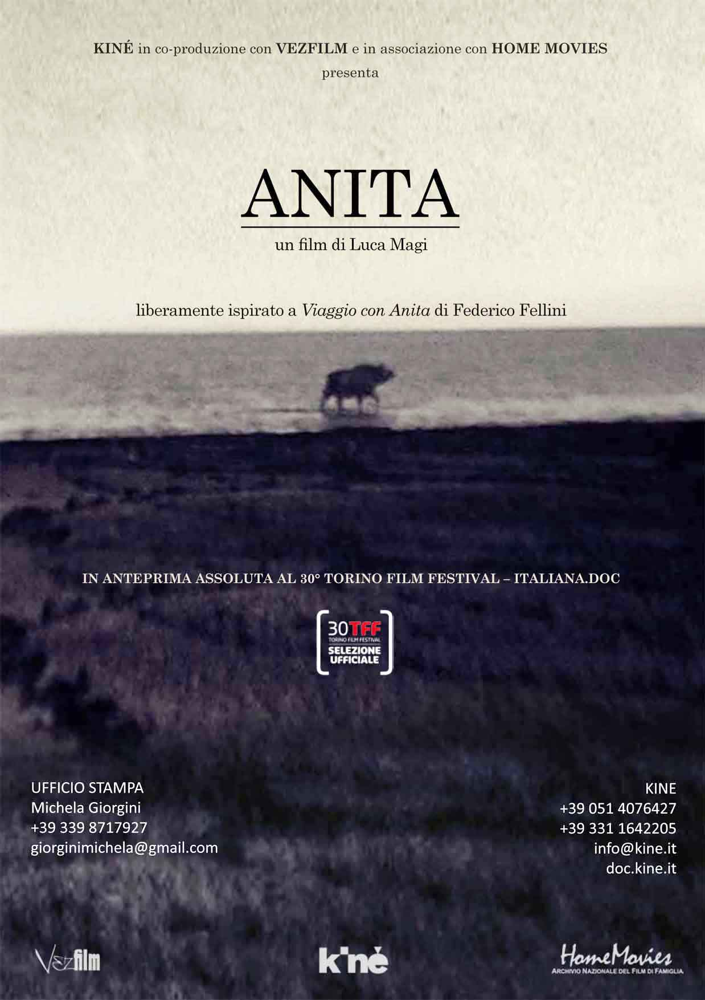 KINÉ in co-produzione con VEZFILM e in associazione con HOME MOVIES
presenta
ANITA
un film di Luca Magi
liberamente ispirato a Viaggio con Anita di Federico Fellini
IN ANTEPRIMA ASSOLUTA AL 30° TORINO FILM FESTIVAL – ITALIANA.DOC
30TFF
TORINO FILM FESTIVAL
SELEZIONE
UFFICIALE
UFFICIO STAMPA
Michela Giorgini
+39 339 8717927
giorginimichela@gmail.com
KINE
+39 051 4076427
+39 331 1642205
info@kine.it
doc.kine.it
Vezfilm
kinè
HomeMovies
ARCHIVIO NAZIONALE DEL FILM DI FAMIGLIA